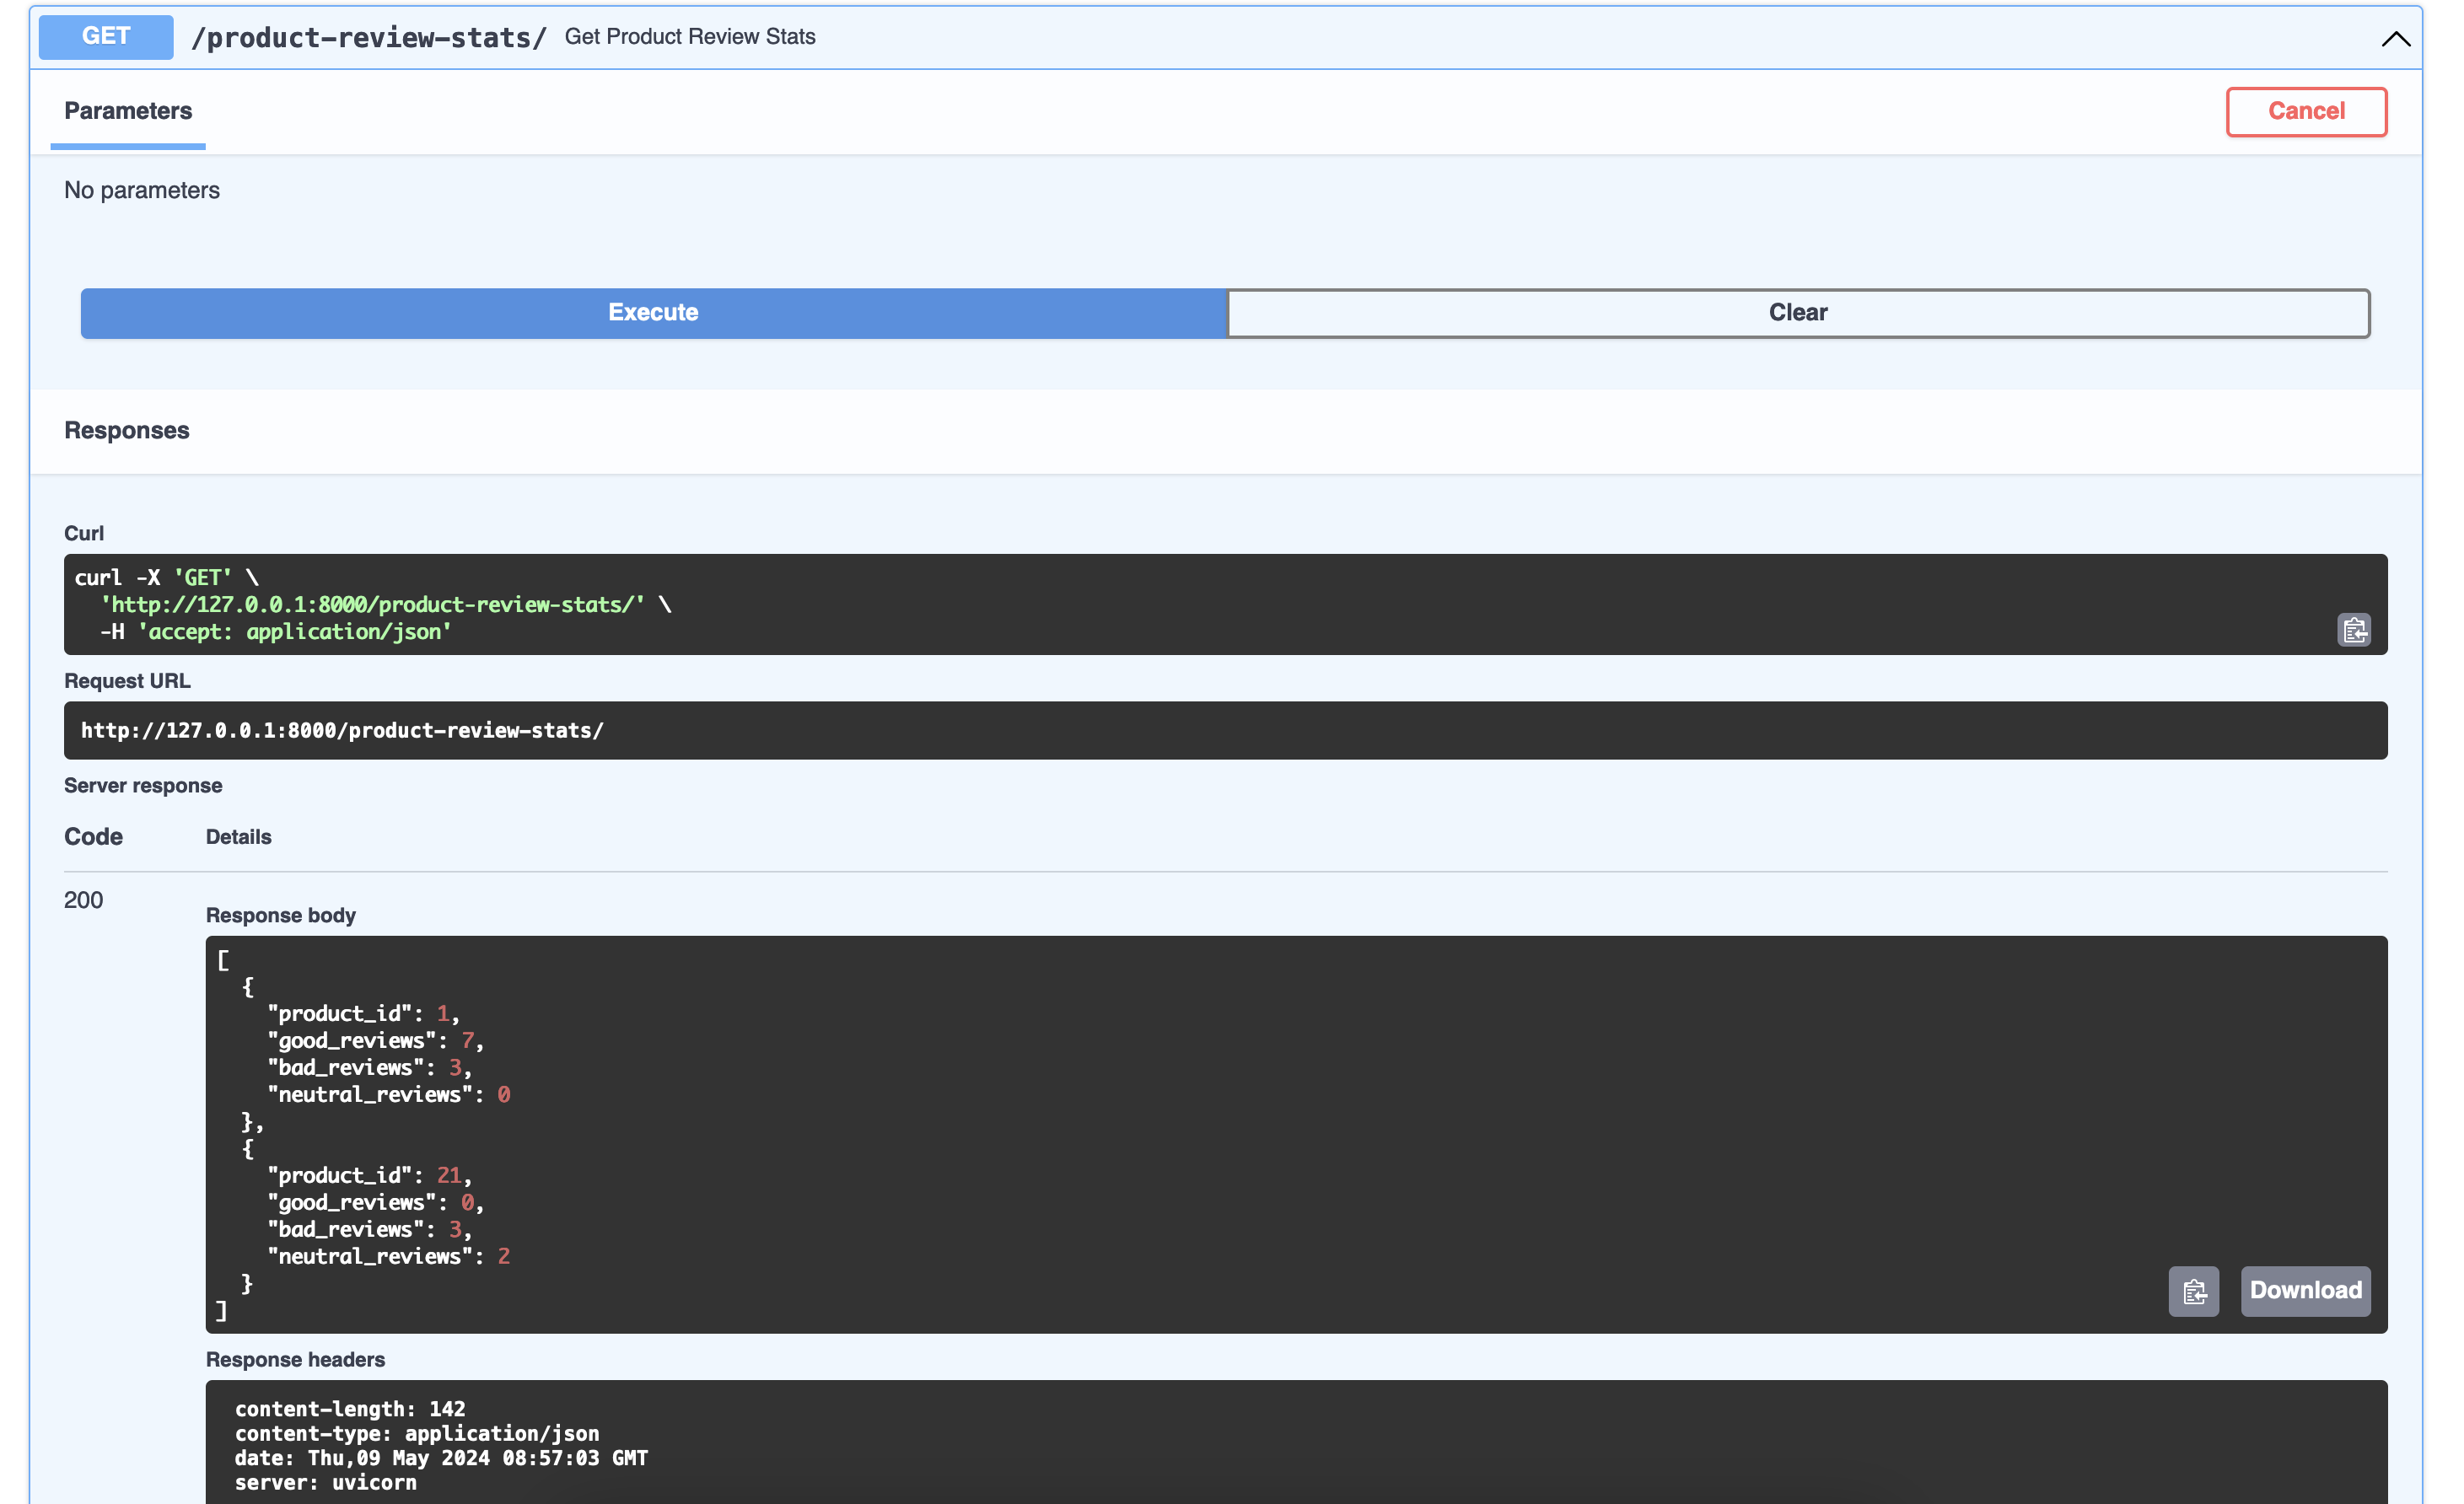 GET /product-review-stats/ Get Product Review Stats
Parameters
Cancel
No parameters
Execute
Clear
Responses
Curl
curl -X 'GET' \
  'http://127.0.0.1:8000/product-review-stats/' \
  -H 'accept: application/json'
Request URL
http://127.0.0.1:8000/product-review-stats/
Server response
Code Details
200
Response body
[
  {
    "product_id": 1,
    "good_reviews": 7,
    "bad_reviews": 3,
    "neutral_reviews": 0
  },
  {
    "product_id": 21,
    "good_reviews": 0,
    "bad_reviews": 3,
    "neutral_reviews": 2
  }
]
Download
Response headers
content-length: 142
content-type: application/json
date: Thu,09 May 2024 08:57:03 GMT
server: uvicorn